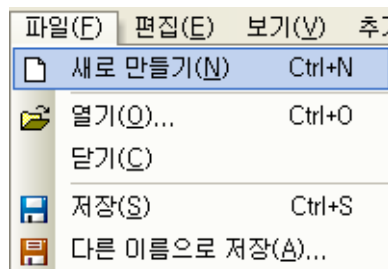 파일(F) 편집(E) 보기(V)
새로 만들기(N) Ctrl+N
열기(O)... Ctrl+O
닫기(C)
저장(S) Ctrl+S
다른 이름으로 저장(A)...